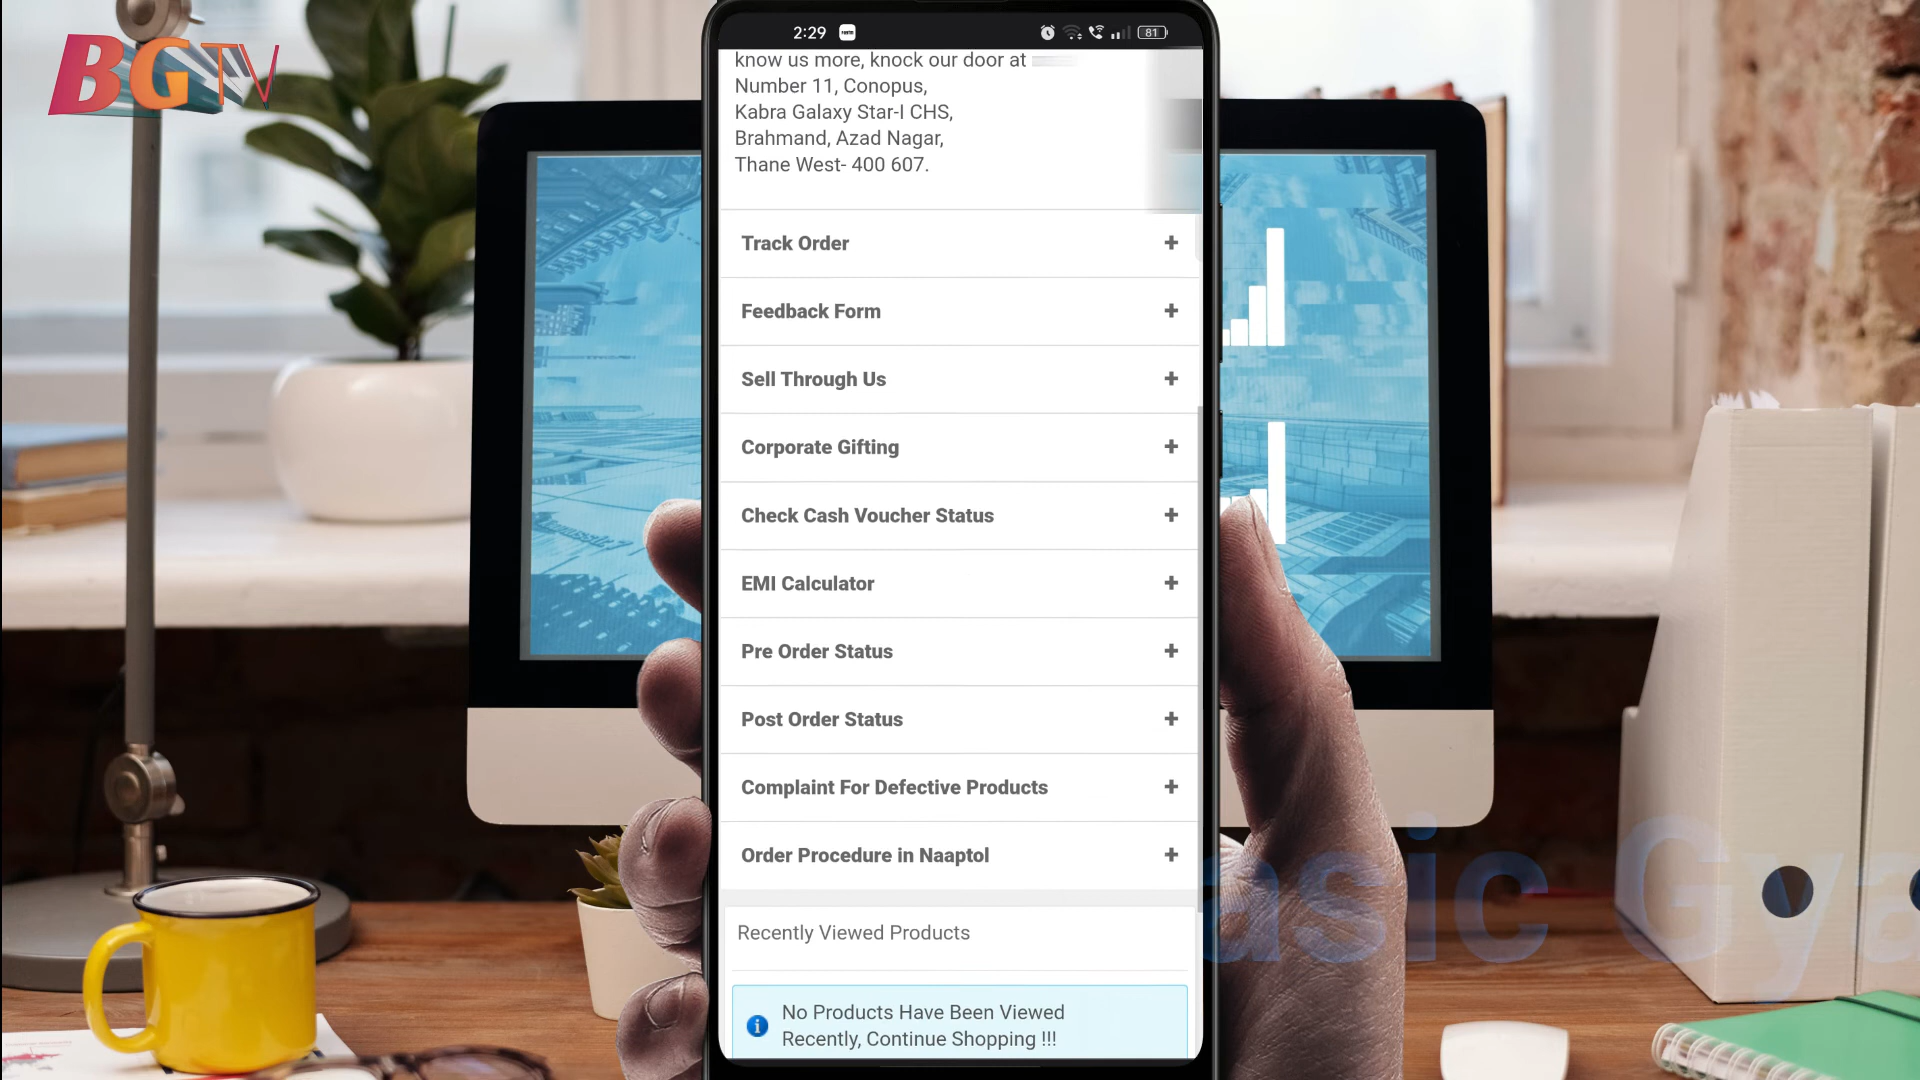 BGTV
2:29
81
know us more, knock our door at
Number 11, Conopus,
Kabra Galaxy Star-I CHS,
Brahmand, Azad Nagar,
Thane West- 400 607.
Track Order +
Feedback Form +
Sell Through Us +
Corporate Gifting +
Check Cash Voucher Status +
EMI Calculator +
Pre Order Status +
Post Order Status +
Complaint For Defective Products +
Order Procedure in Naaptol +
asic Gya
Recently Viewed Products
No Products Have Been Viewed
Recently, Continue Shopping !!!